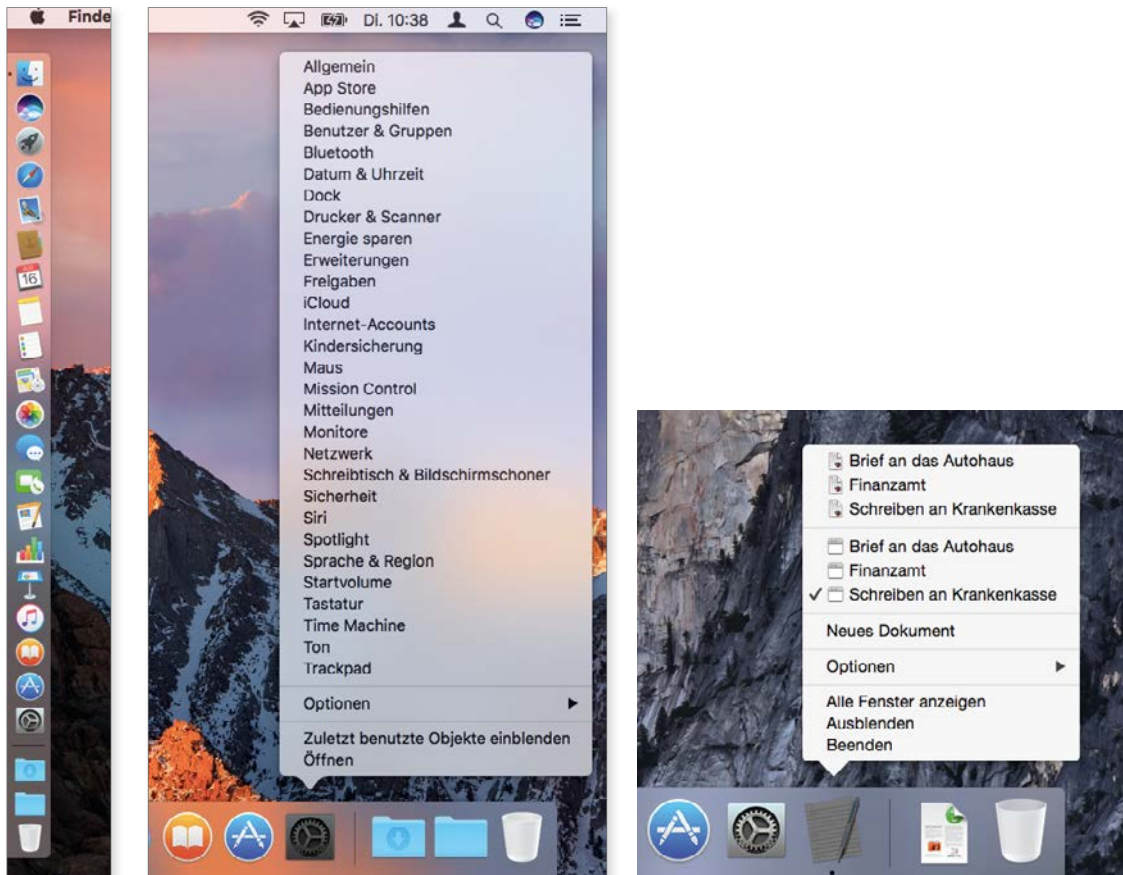 Finde
16
Di. 10:38
Allgemein
App Store
Bedienungshilfen
Benutzer & Gruppen
Bluetooth
Datum & Uhrzeit
Dock
Drucker & Scanner
Energie sparen
Erweiterungen
Freigaben
iCloud
Internet-Accounts
Kindersicherung
Maus
Mission Control
Mitteilungen
Monitore
Netzwerk
Schreibtisch & Bildschirmschoner
Sicherheit
Siri
Spotlight
Sprache & Region
Startvolume
Tastatur
Time Machine
Ton
Trackpad
Optionen
Zuletzt benutzte Objekte einblenden
Öffnen
Brief an das Autohaus
Finanzamt
Schreiben an Krankenkasse
Brief an das Autohaus
Finanzamt
Schreiben an Krankenkasse
Neues Dokument
Optionen
Alle Fenster anzeigen
Ausblenden
Beenden